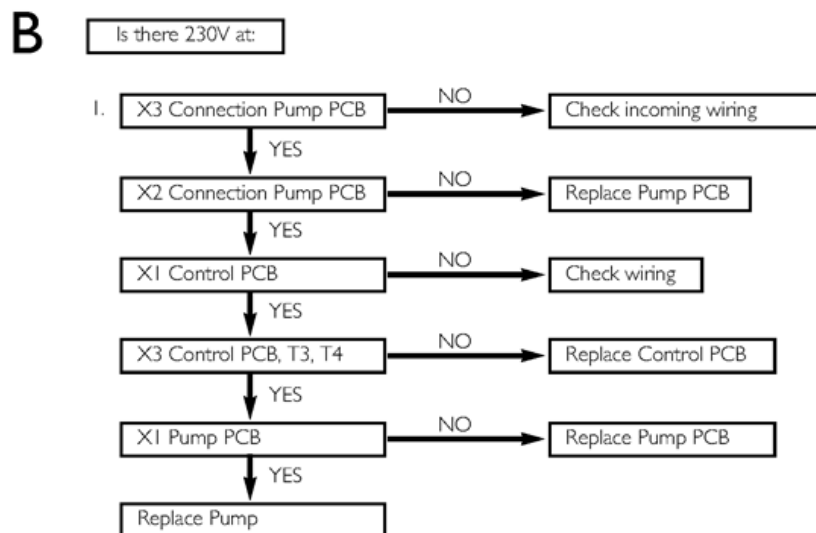 B
Is there 230V at:
1. X3 Connection Pump PCB
NO
Check incoming wiring
YES
X2 Connection Pump PCB
NO
Replace Pump PCB
YES
X1 Control PCB
NO
Check wiring
YES
X3 Control PCB, T3, T4
NO
Replace Control PCB
YES
X1 Pump PCB
NO
Replace Pump PCB
YES
Replace Pump